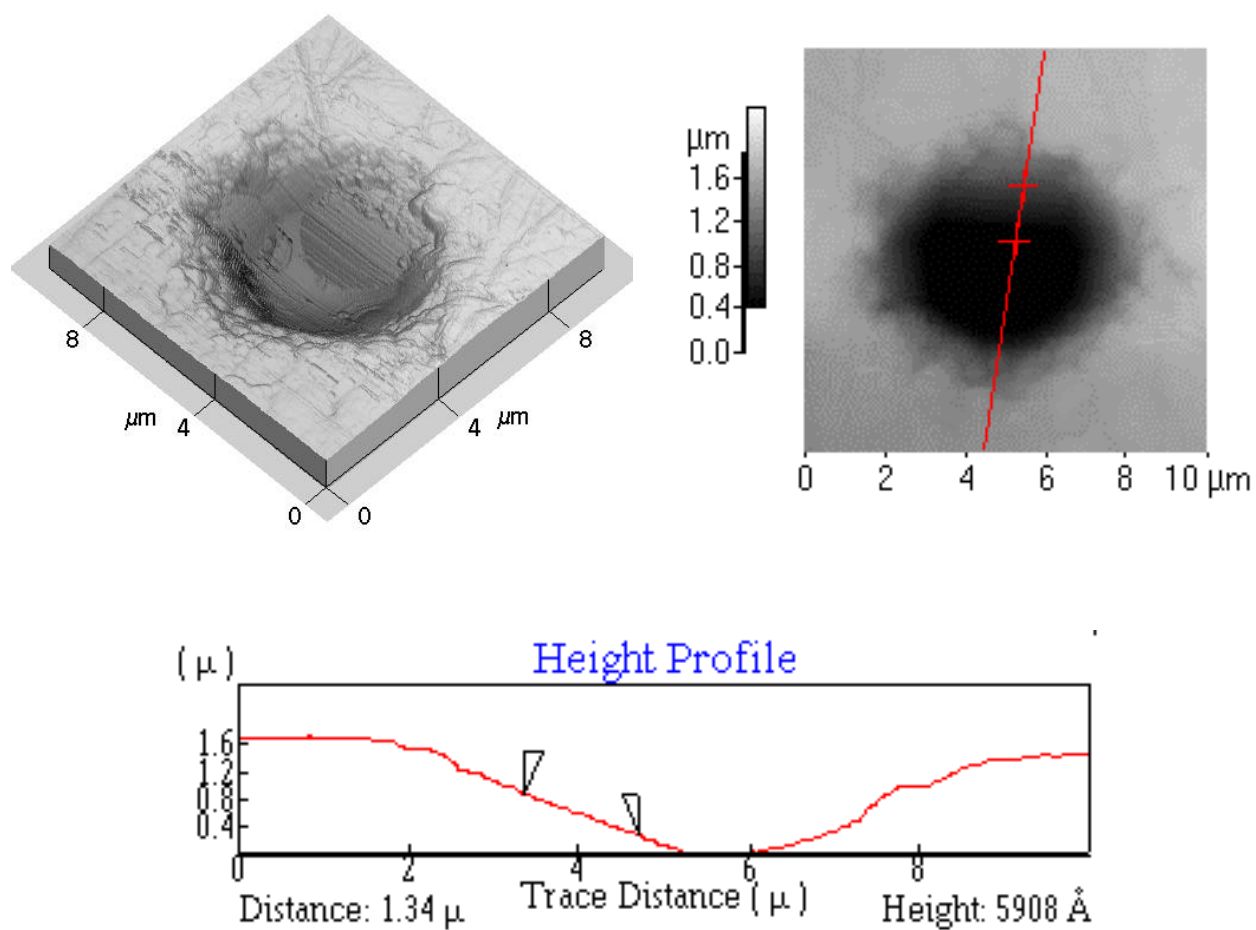 8
μm
4
0
0
4
μm
8
μm
1.6
1.2
0.8
0.4
0.0
0 2 4 6 8 10 μm
Height Profile
( μ )
1.6
1.2
0.8
0.4
0 2 4 6 8
Trace Distance ( μ )
Distance: 1.34 μ
Height: 5908 Å